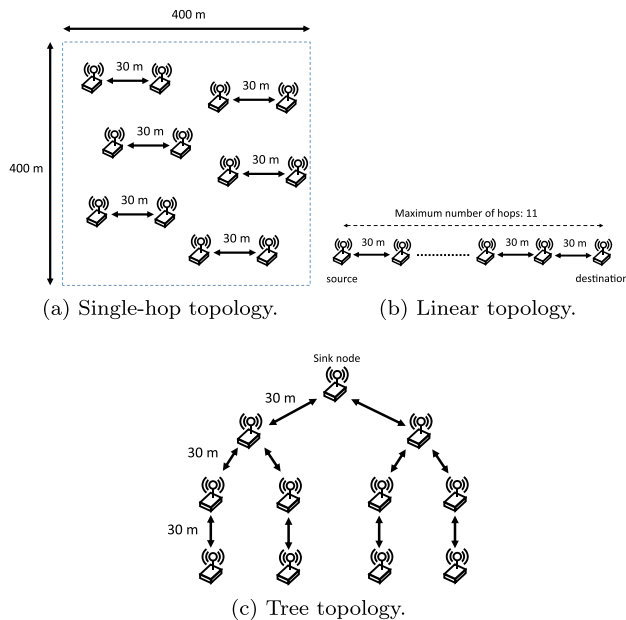 400 m
400 m
30 m
30 m
30 m
30 m
30 m
30 m
(a) Single-hop topology.
Maximum number of hops: 11
30 m
30 m
30 m
source
destination
(b) Linear topology.
Sink node
30 m
30 m
30 m
(c) Tree topology.